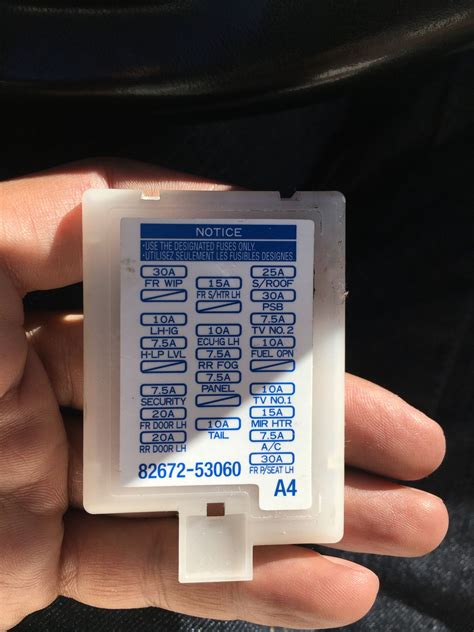 NOTICE
·USE THE DESIGNATED FUSES ONLY.
·UTILISEZ SEULEMENT LES FUSIBLES DESIGNES.
30A
FR WIP
10A
LH-IG
7.5A
H-LP LVL
7.5A
SECURITY
20A
FR DOOR LH
20A
RR DOOR LH
15A
FR S/HTR LH
10A
ECU-IG LH
7.5A
RR FOG
7.5A
PANEL
10A
TAIL
25A
S/ROOF
30A
PSB
7.5A
TV NO.2
10A
FUEL OPN
10A
TV NO.1
15A
MIR HTR
7.5A
A/C
30A
FR P/SEAT LH
82672-53060
A4